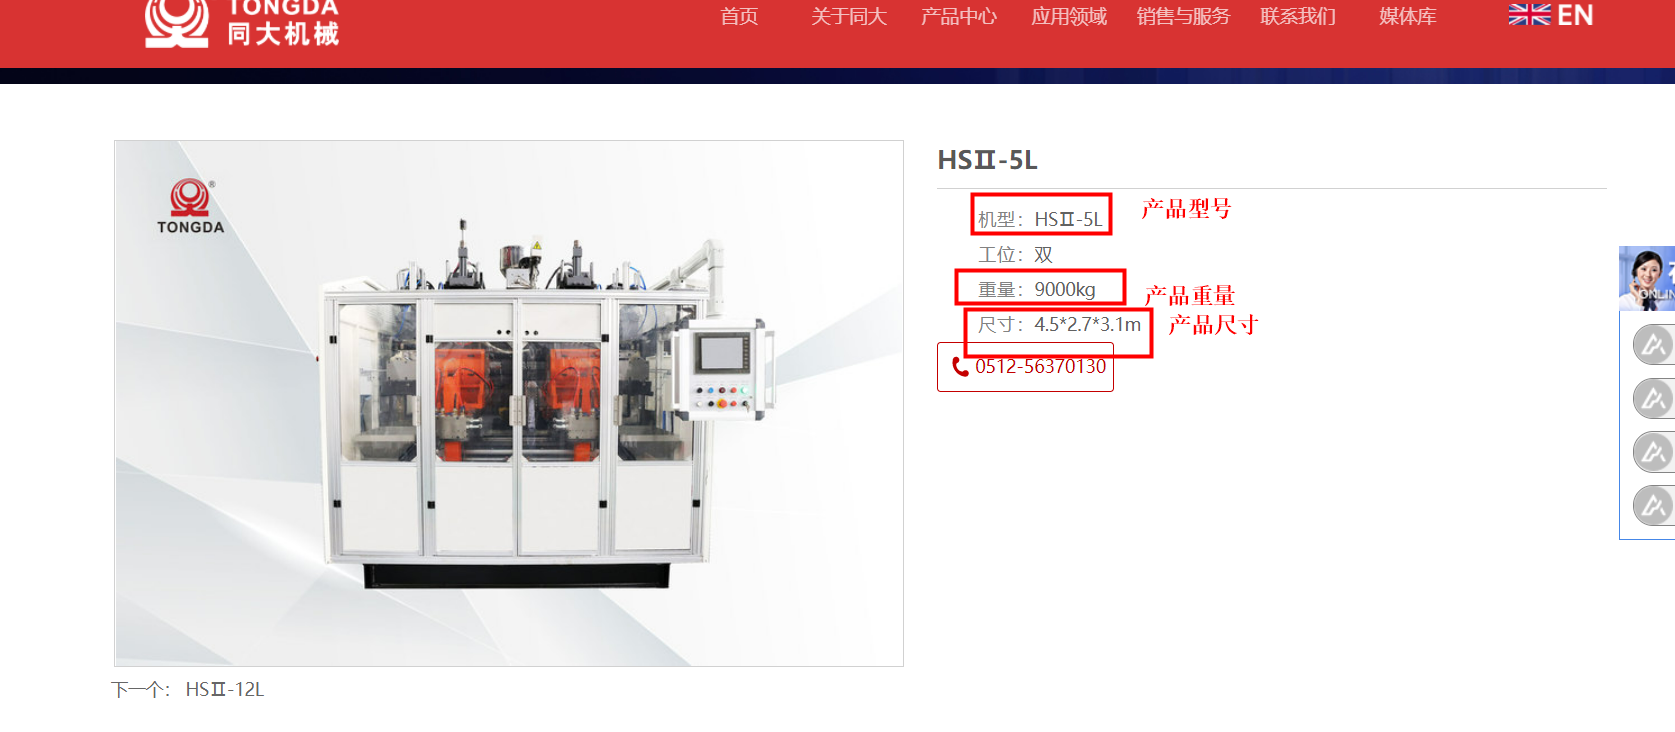 TONGDA
同大机械
首页 关于同大 产品中心 应用领域 销售与服务 联系我们 媒体库 EN
TONGDA
HSⅡ-5L
机型：HSⅡ-5L 产品型号
工位：双
重量：9000kg 产品重量
尺寸：4.5*2.7*3.1m 产品尺寸
0512-56370130
下一个： HSⅡ-12L